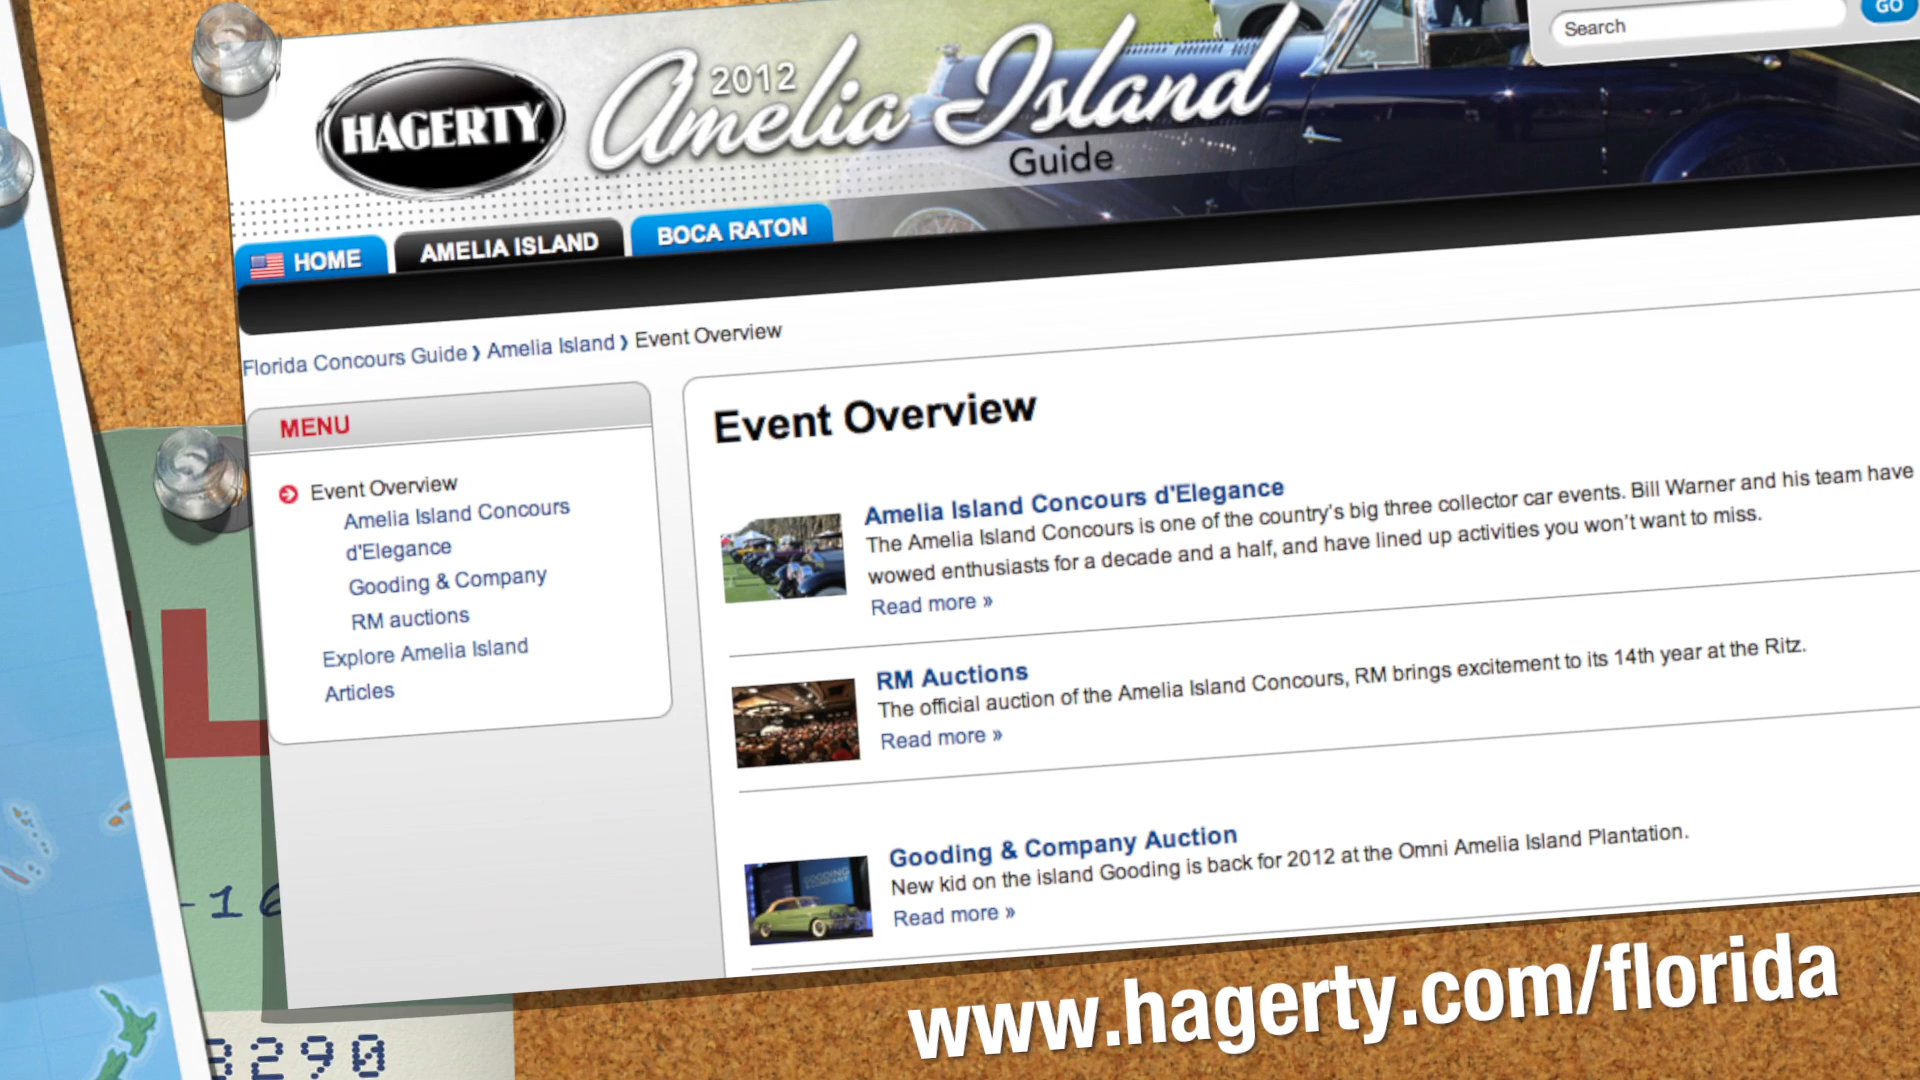 Search
GO
HAGERTY
2012
Amelia Island
Guide
HOME
AMELIA ISLAND
BOCA RATON
Florida Concours Guide › Amelia Island › Event Overview
MENU
Event Overview
Amelia Island Concours
d'Elegance
Gooding & Company
RM auctions
Explore Amelia Island
Articles
Event Overview
Amelia Island Concours d'Elegance
The Amelia Island Concours is one of the country's big three collector car events. Bill Warner and his team have
wowed enthusiasts for a decade and a half, and have lined up activities you won't want to miss.
Read more »
RM Auctions
The official auction of the Amelia Island Concours, RM brings excitement to its 14th year at the Ritz.
Read more »
Gooding & Company Auction
New kid on the island Gooding is back for 2012 at the Omni Amelia Island Plantation.
Read more »
GOODING
& COMPANY
L
-16
3290
www.hagerty.com/florida